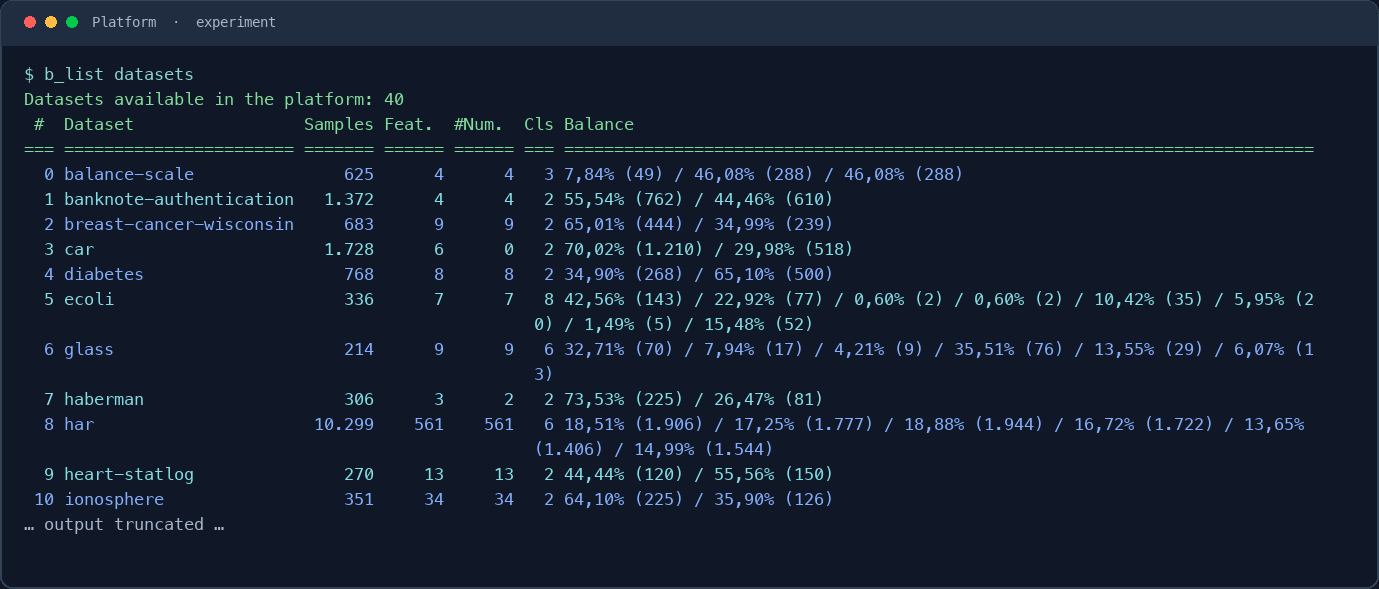 Platform · experiment
$ b_list datasets
Datasets available in the platform: 40
 #  Dataset                 Samples Feat.  #Num.  Cls Balance
=== ======================= ======= ====== ====== === ===========================================================================
  0 balance-scale               625      4      4   3 7,84% (49) / 46,08% (288) / 46,08% (288)
  1 banknote-authentication   1.372      4      4   2 55,54% (762) / 44,46% (610)
  2 breast-cancer-wisconsin     683      9      9   2 65,01% (444) / 34,99% (239)
  3 car                       1.728      6      0   2 70,02% (1.210) / 29,98% (518)
  4 diabetes                    768      8      8   2 34,90% (268) / 65,10% (500)
  5 ecoli                       336      7      7   8 42,56% (143) / 22,92% (77) / 0,60% (2) / 0,60% (2) / 10,42% (35) / 5,95% (2
                                                   0) / 1,49% (5) / 15,48% (52)
  6 glass                       214      9      9   6 32,71% (70) / 7,94% (17) / 4,21% (9) / 35,51% (76) / 13,55% (29) / 6,07% (1
                                                   3)
  7 haberman                    306      3      2   2 73,53% (225) / 26,47% (81)
  8 har                      10.299    561    561   6 18,51% (1.906) / 17,25% (1.777) / 18,88% (1.944) / 16,72% (1.722) / 13,65%
                                                   (1.406) / 14,99% (1.544)
  9 heart-statlog               270     13     13   2 44,44% (120) / 55,56% (150)
 10 ionosphere                  351     34     34   2 64,10% (225) / 35,90% (126)
… output truncated …